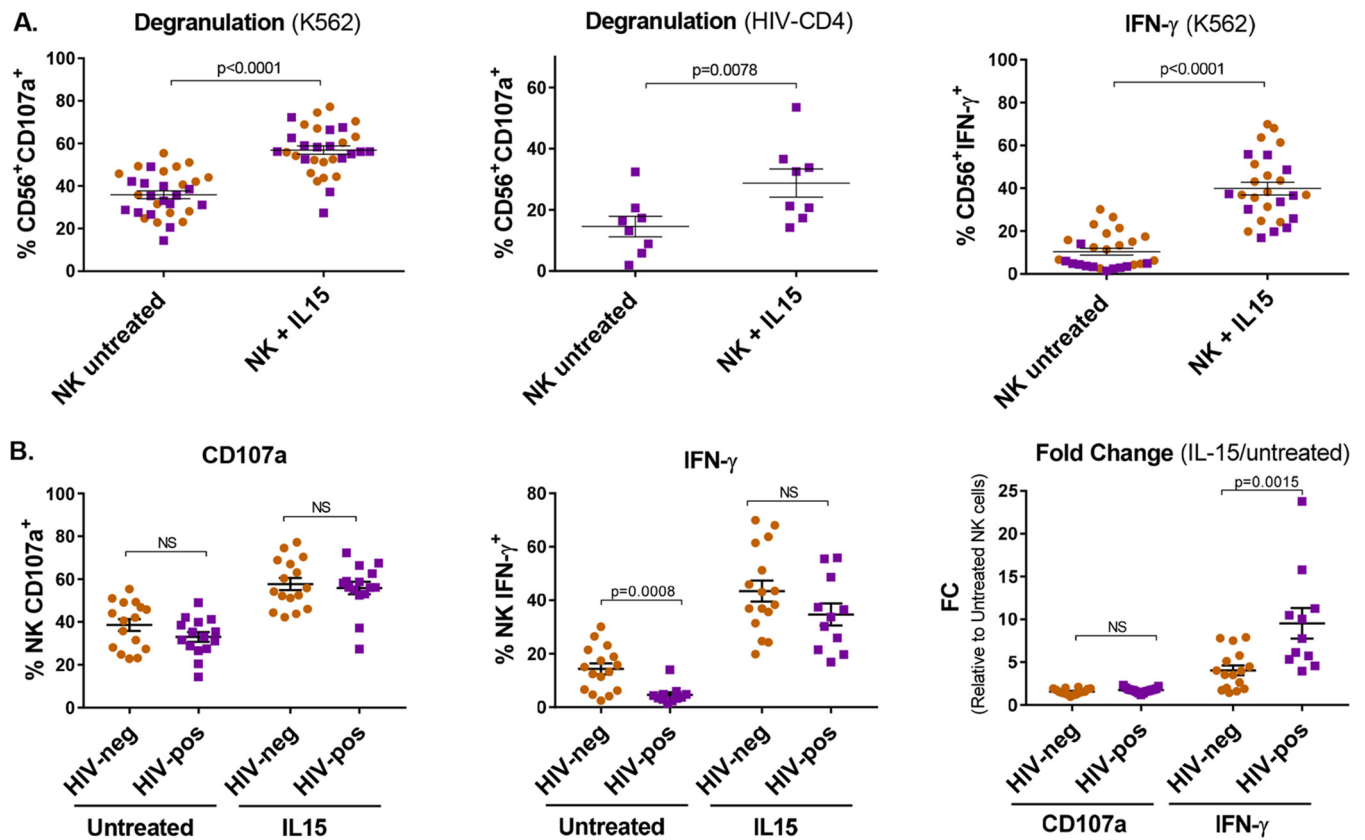 A.
Degranulation (K562)
% CD56+CD107a+
100
80
60
40
20
0
p<0.0001
NK untreated
NK + IL15
Degranulation (HIV-CD4)
% CD56+CD107a+
60
40
20
0
p=0.0078
NK untreated
NK + IL15
IFN-γ (K562)
% CD56+IFN-γ+
100
80
60
40
20
0
p<0.0001
NK untreated
NK + IL15
B.
CD107a
% NK CD107a+
100
80
60
40
20
0
NS
NS
HIV-neg
HIV-pos
HIV-neg
HIV-pos
Untreated
IL15
IFN-γ
% NK IFN-γ+
80
60
40
20
0
p=0.0008
NS
HIV-neg
HIV-pos
HIV-neg
HIV-pos
Untreated
IL15
Fold Change (IL-15/untreated)
FC
(Relative to Untreated NK cells)
25
20
15
10
5
0
NS
p=0.0015
HIV-neg
HIV-pos
HIV-neg
HIV-pos
CD107a
IFN-γ